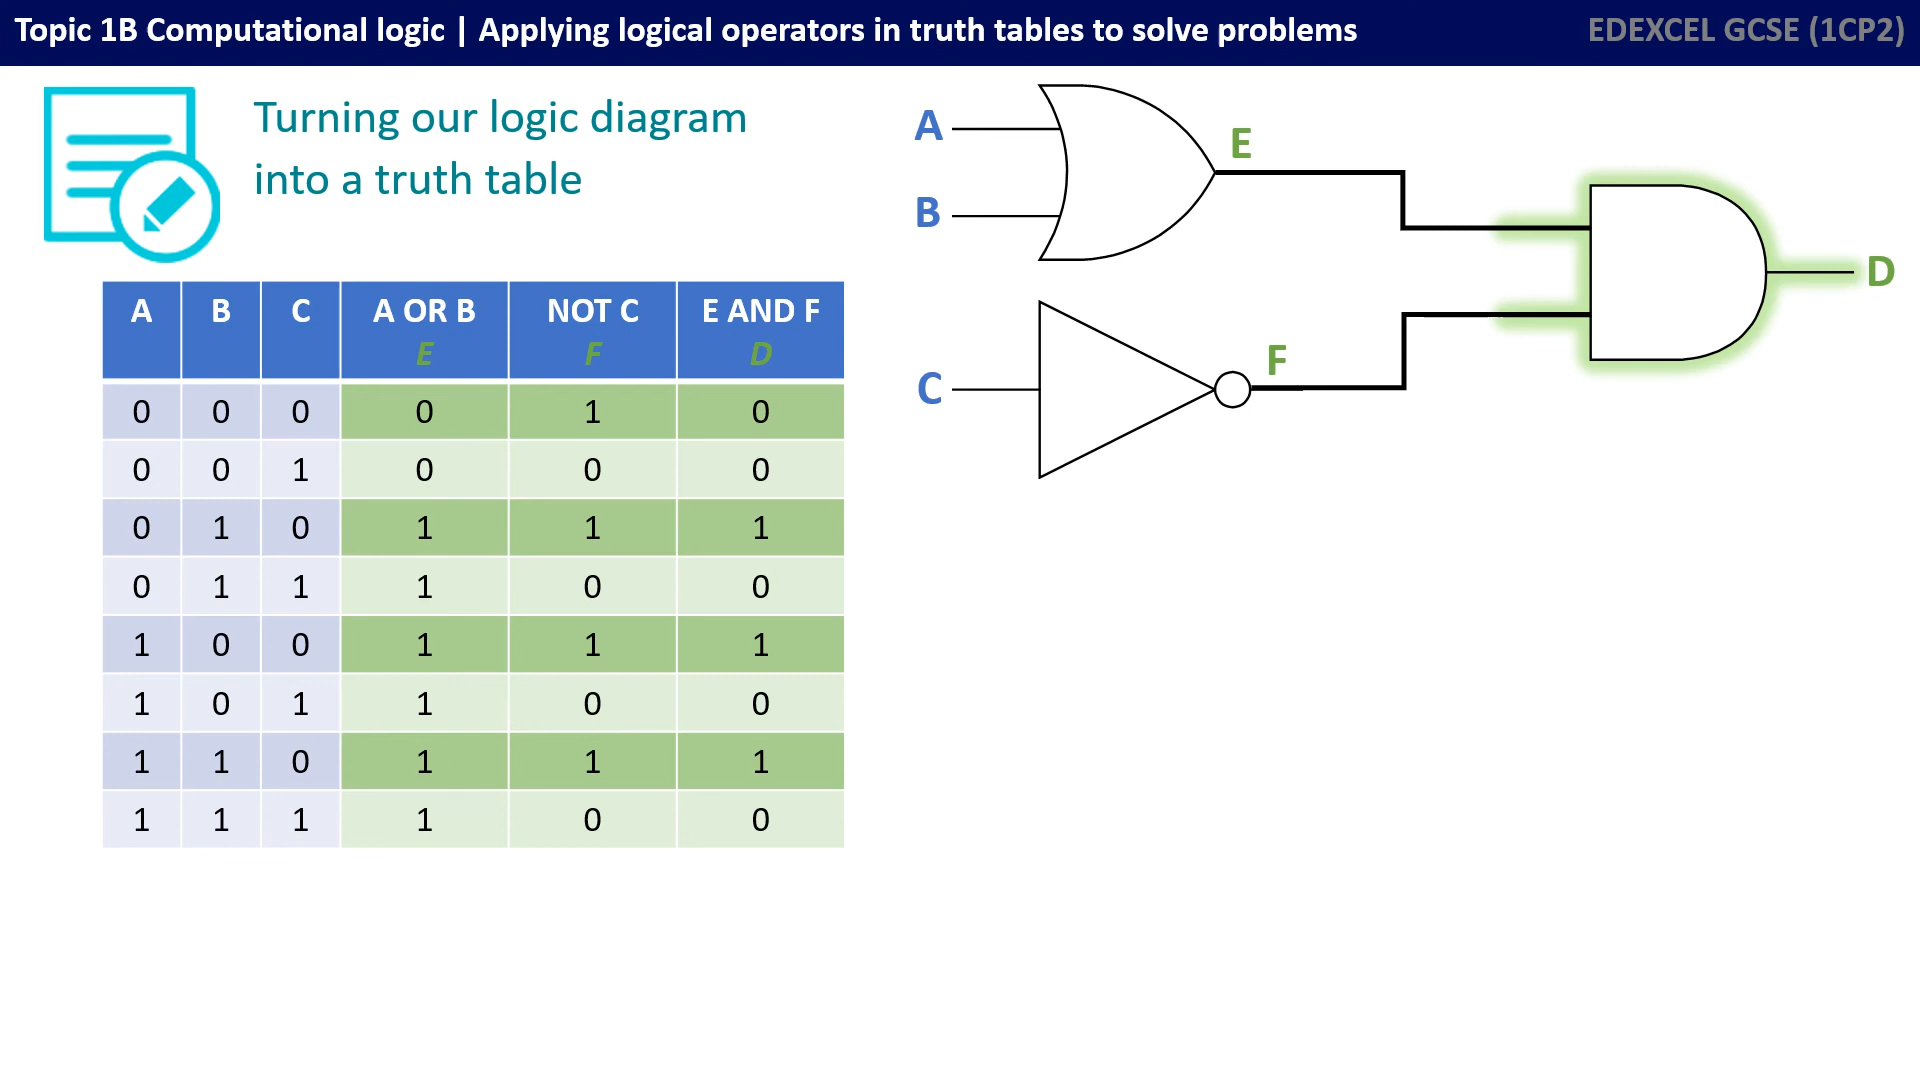 Topic 1B Computational logic | Applying logical operators in truth tables to solve problems
EDEXCEL GCSE (1CP2)
Turning our logic diagram
into a truth table
A B C A OR B NOT C E AND F
E F D
0 0 0 0 1 0
0 0 1 0 0 0
0 1 0 1 1 1
0 1 1 1 0 0
1 0 0 1 1 1
1 0 1 1 0 0
1 1 0 1 1 1
1 1 1 1 0 0
A
E
B
D
F
C